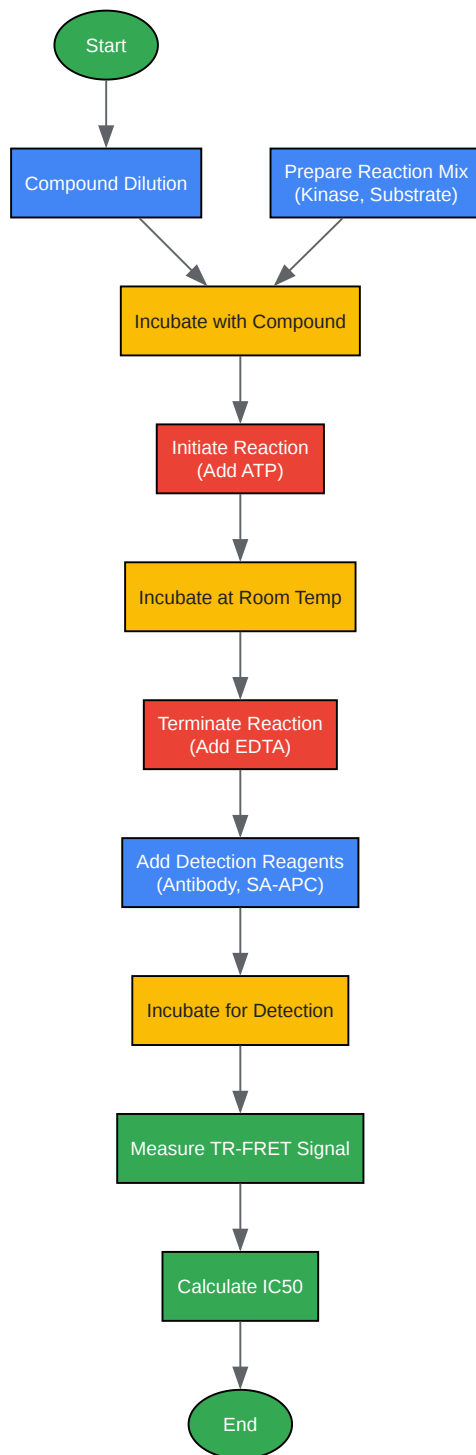 Start
Compound Dilution
Prepare Reaction Mix
(Kinase, Substrate)
Incubate with Compound
Initiate Reaction
(Add ATP)
Incubate at Room Temp
Terminate Reaction
(Add EDTA)
Add Detection Reagents
(Antibody, SA-APC)
Incubate for Detection
Measure TR-FRET Signal
Calculate IC50
End